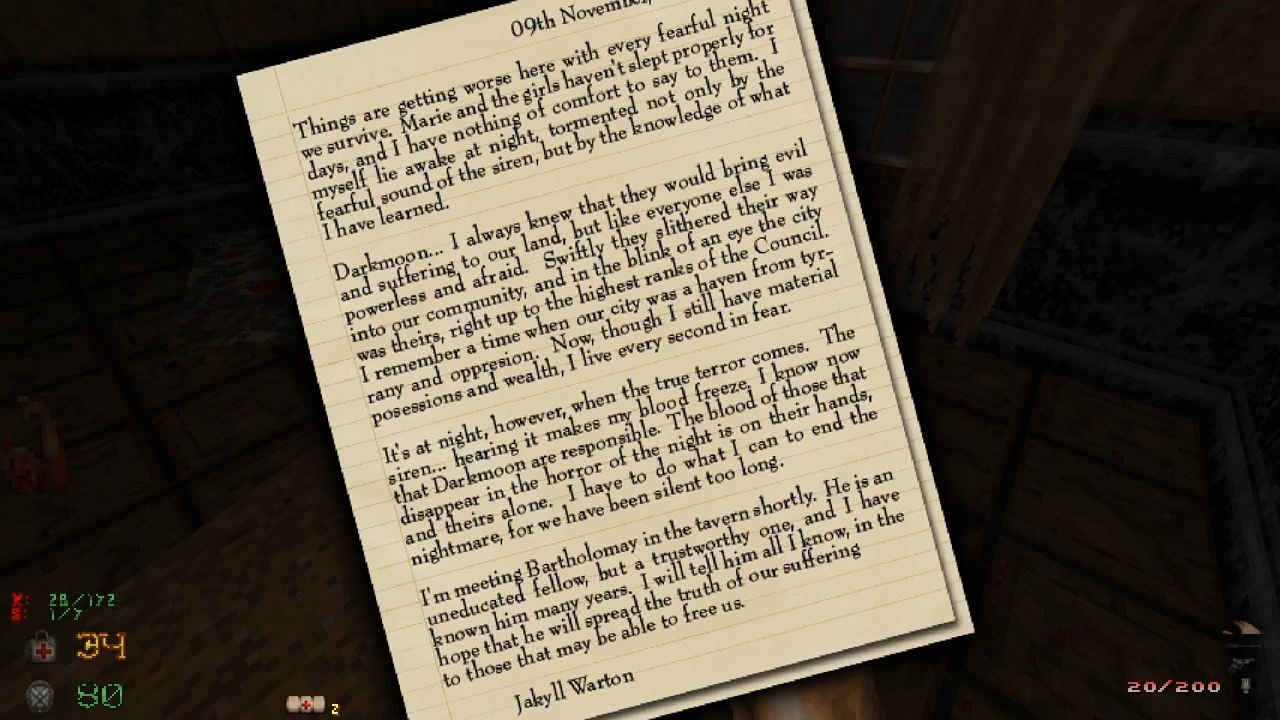 09th November,
Things are getting worse here with every fearful night
we survive. Marie and the girls haven't slept properly for
days, and I have nothing of comfort to say to them. I
myself lie awake at night, tormented not only by the
fearful sound of the siren, but by the knowledge of what
I have learned.
Darkmoon... I always knew that they would bring evil
and suffering to our land, but like everyone else I was
powerless and afraid. Swiftly they slithered their way
into our community, and in the blink of an eye the city
was theirs, right up to the highest ranks of the Council.
I remember a time when our city was a haven from tyr-
rany and oppresion. Now, though I still have material
posessions and wealth, I live every second in fear.
It's at night, however, when the true terror comes. The
siren... hearing it makes my blood freeze. I know now
that Darkmoon are responsible. The blood of those that
disappear in the horror of the night is on their hands,
and theirs alone. I have to do what I can to end the
nightmare, for we have been silent too long.
I'm meeting Bartholomay in the tavern shortly. He is an
uneducated fellow, but a trustworthy one, and I have
known him many years. I will tell him all I know, in the
hope that he will spread the truth of our suffering
to those that may be able to free us.
Jakyll Warton
K: 28/172
S: 1/7
34
80
2
20/200